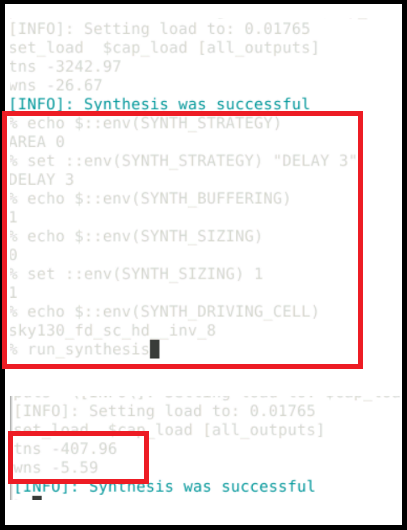 [INFO]: Setting load to: 0.01765
set_load  $cap_load [all_outputs]
tns -3242.97
wns -26.67
[INFO]: Synthesis was successful
% echo $::env(SYNTH_STRATEGY)
AREA 0
% set ::env(SYNTH_STRATEGY) "DELAY 3"
DELAY 3
% echo $::env(SYNTH_BUFFERING)
1
% echo $::env(SYNTH_SIZING)
0
% set ::env(SYNTH_SIZING) 1
1
% echo $::env(SYNTH_DRIVING_CELL)
sky130_fd_sc_hd__inv_8
% run_synthesis
[INFO]: Setting load to: 0.01765
set_load  $cap_load [all_outputs]
tns -407.96
wns -5.59
[INFO]: Synthesis was successful